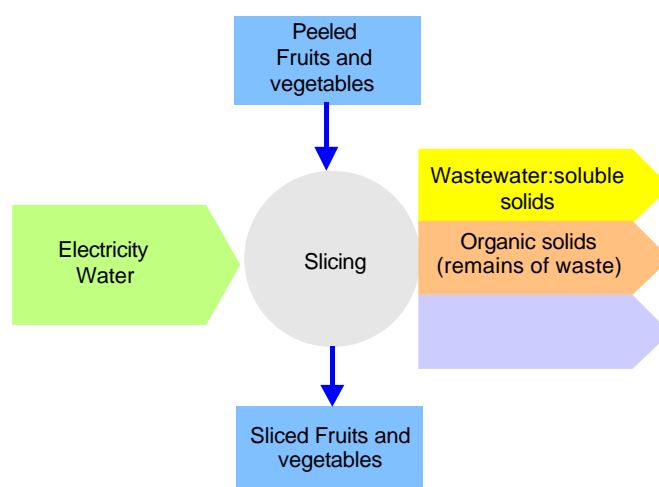 Peeled
Fruits and
vegetables
Wastewater:soluble
solids
Organic solids
(remains of waste)
Electricity
Water
Slicing
Sliced Fruits and
vegetables